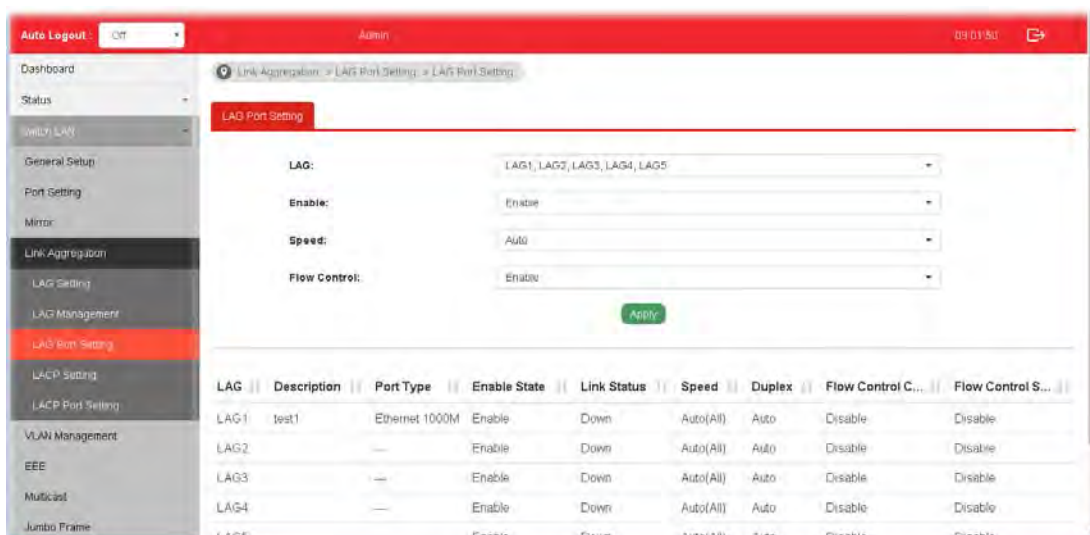 Auto Logout : Off Admin 09:01:50
Dashboard
Link Aggregation » LAG Port Setting » LAG Port Setting
Status
LAG Port Setting
Switch LAN
General Setup
LAG: LAG1, LAG2, LAG3, LAG4, LAG5
Port Setting
Enable: Enable
Mirror
Speed: Auto
Link Aggregation
Flow Control: Enable
LAG Setting
LAG Management
Apply
LAG Port Setting
LACP Setting
LAG Description Port Type Enable State Link Status Speed Duplex Flow Control C... Flow Control S...
LACP Port Setting
LAG1 test1 Ethernet 1000M Enable Down Auto(All) Auto Disable Disable
VLAN Management
LAG2 --- Enable Down Auto(All) Auto Disable Disable
EEE
LAG3 --- Enable Down Auto(All) Auto Disable Disable
Multicast
LAG4 --- Enable Down Auto(All) Auto Disable Disable
Jumbo Frame